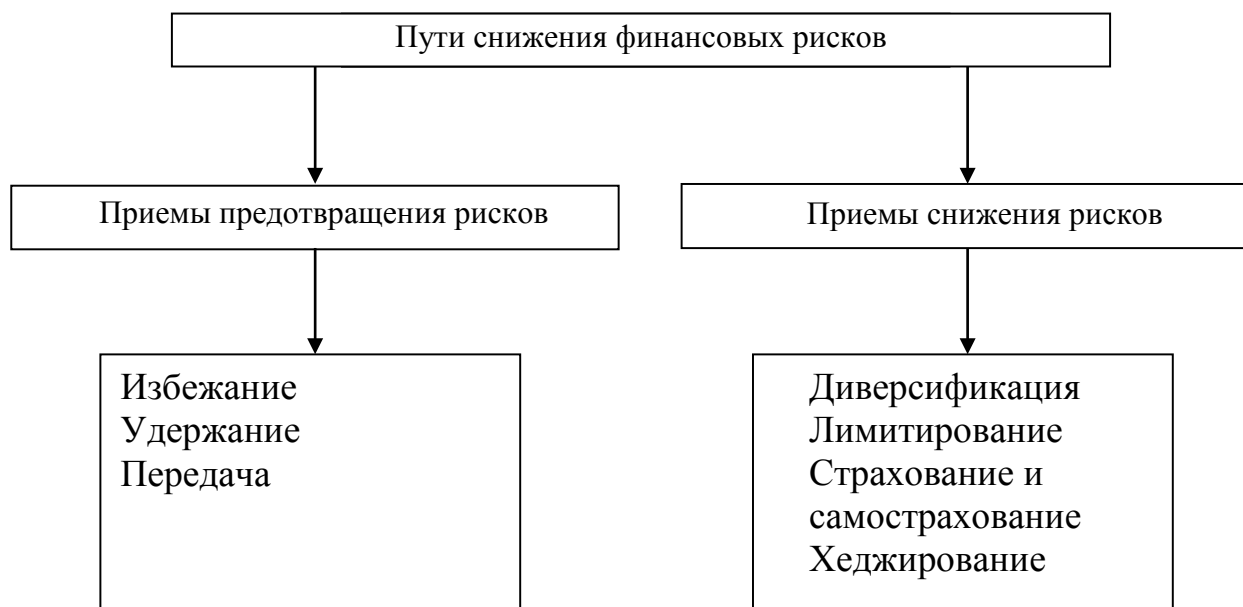 Пути снижения финансовых рисков
Приемы предотвращения рисков
Приемы снижения рисков
Избежание
Удержание
Передача
Диверсификация
Лимитирование
Страхование и
самострахование
Хеджирование